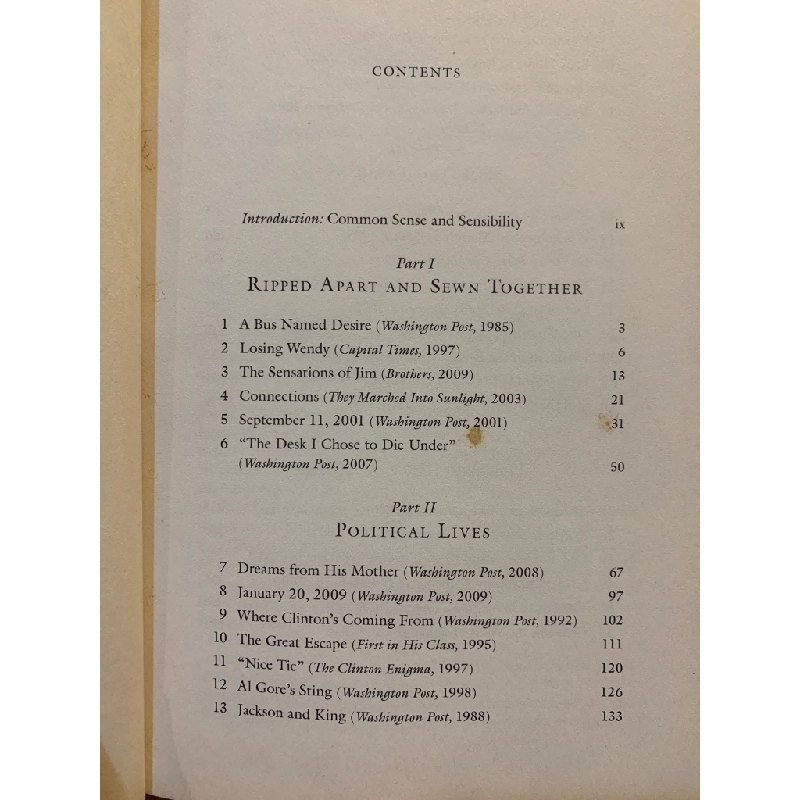 CONTENTS
Introduction: Common Sense and Sensibility ix
Part I
RIPPED APART AND SEWN TOGETHER
1 A Bus Named Desire (Washington Post, 1985) 3
2 Losing Wendy (Capital Times, 1997) 6
3 The Sensations of Jim (Brothers, 2009) 13
4 Connections (They Marched Into Sunlight, 2003) 21
5 September 11, 2001 (Washington Post, 2001) 31
6 “The Desk I Chose to Die Under”
(Washington Post, 2007) 50
Part II
POLITICAL LIVES
7 Dreams from His Mother (Washington Post, 2008) 67
8 January 20, 2009 (Washington Post, 2009) 97
9 Where Clinton’s Coming From (Washington Post, 1992) 102
10 The Great Escape (First in His Class, 1995) 111
11 “Nice Tie” (The Clinton Enigma, 1997) 120
12 Al Gore’s Sting (Washington Post, 1998) 126
13 Jackson and King (Washington Post, 1988) 133